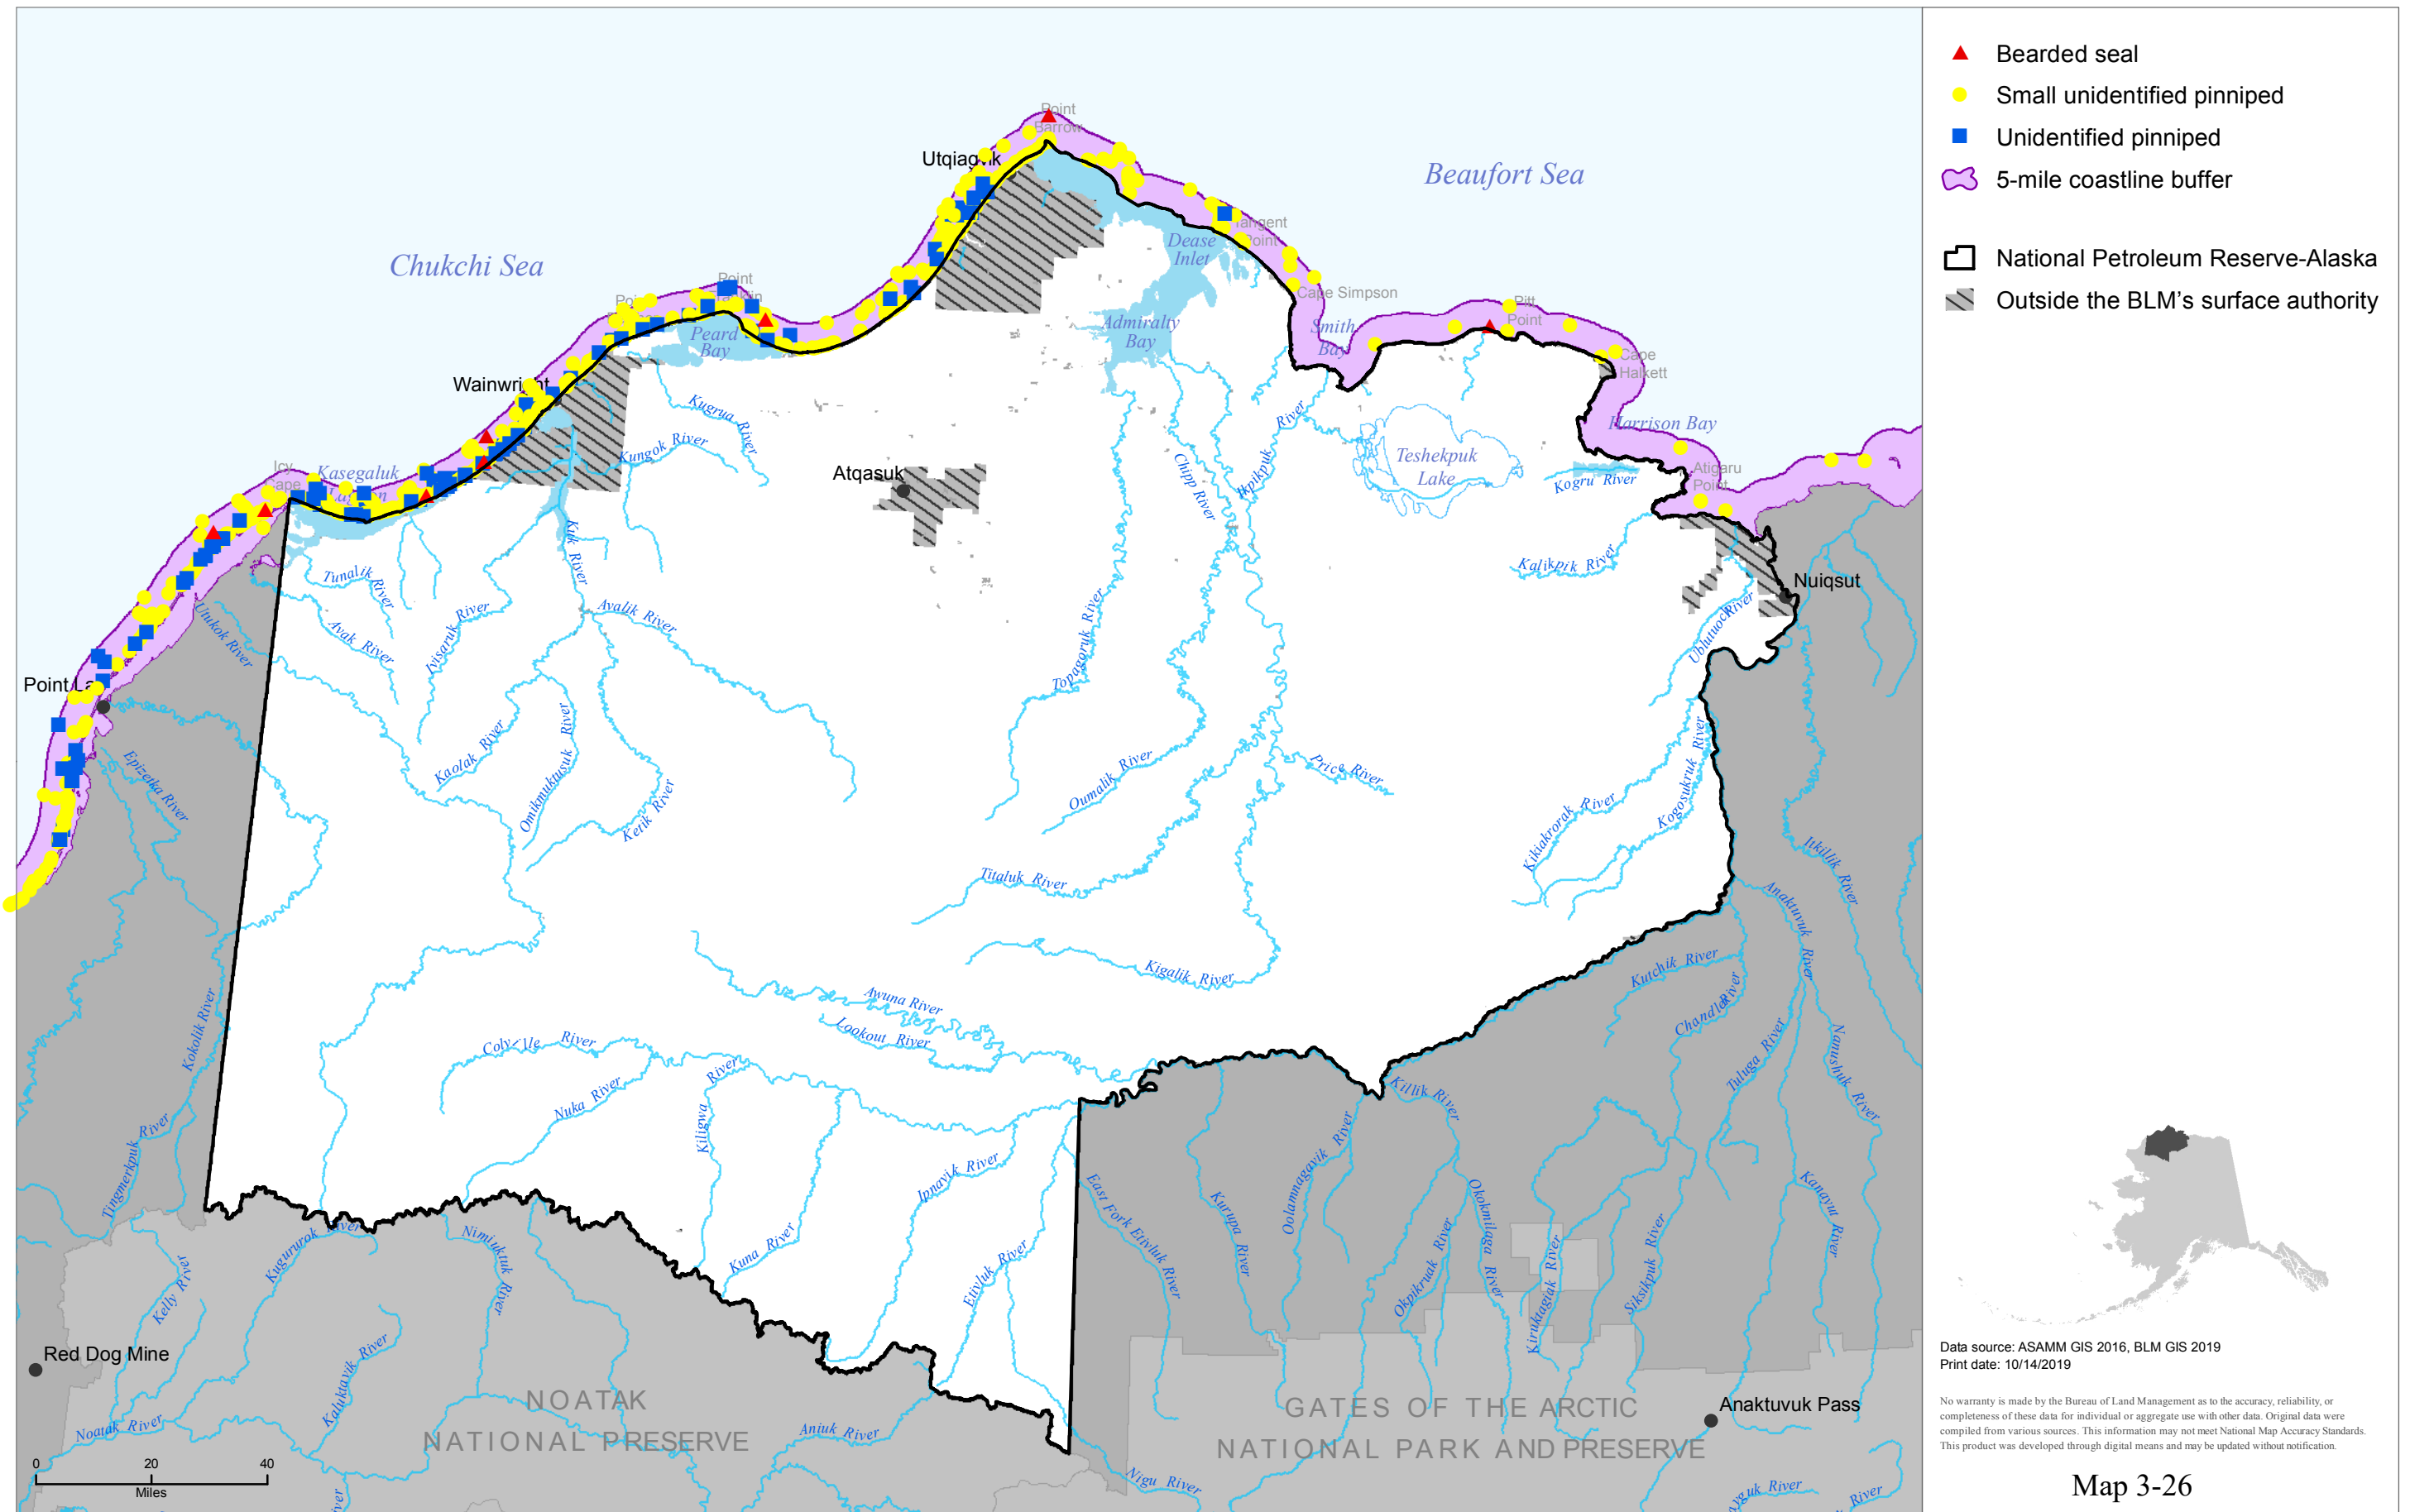 Bearded seal
Small unidentified pinniped
Unidentified pinniped
5-mile coastline buffer
National Petroleum Reserve-Alaska
Outside the BLM's surface authority
Point
Barrow
Utqiaġvik
Beaufort Sea
Chukchi Sea
Tangent
Point
Dease
Inlet
Cape Simpson
Point
Franklin
Peard
Bay
Admiralty
Bay
Smith
Bay
Pitt
Point
Cape
Halkett
Wainwright
Kugrua River
Kungok River
Harrison Bay
Icy
Cape
Kasegaluk
Lagoon
Atqasuk
Chipp River
Ikpikpuk River
Teshekpuk
Lake
Kogru River
Atigaru
Point
Kuk River
Kalikpik River
Nuiqsut
Tunalik River
Utukok River
Avak River
Ivisaruk River
Avalik River
Topagoruk River
Ublutuoch River
Point Lay
Epizetka River
Kaolak River
Omikmuktusuk River
Ketik River
Oumalik River
Price River
Kikiakrorak River
Kogosukruk River
Itkillik River
Titaluk River
Kigalik River
Anaktuvuk River
Kutchik River
Chandler River
Awuna River
Lookout River
Kokolik River
Colville River
Nuka River
Kiligwa River
Killik River
Tuluga River
Nanushuk River
Tingmerkpuk River
Ipnavik River
East Fork Etivluk River
Kurupa River
Oolamnagavik River
Okokmilaga River
Okpikruak River
Kiruktagiak River
Siksikpuk River
Kanayut River
Kelly River
Kugururok River
Nimiuktuk River
Kuna River
Etivluk River
Red Dog Mine
Kaluktavik River
Noatak River
NOATAK
NATIONAL PRESERVE
Aniuk River
Nigu River
GATES OF THE ARCTIC
NATIONAL PARK AND PRESERVE
Anaktuvuk Pass
River
0 20 40
Miles
Data source: ASAMM GIS 2016, BLM GIS 2019
Print date: 10/14/2019
No warranty is made by the Bureau of Land Management as to the accuracy, reliability, or
completeness of these data for individual or aggregate use with other data. Original data were
compiled from various sources. This information may not meet National Map Accuracy Standards.
This product was developed through digital means and may be updated without notification.
Map 3-26